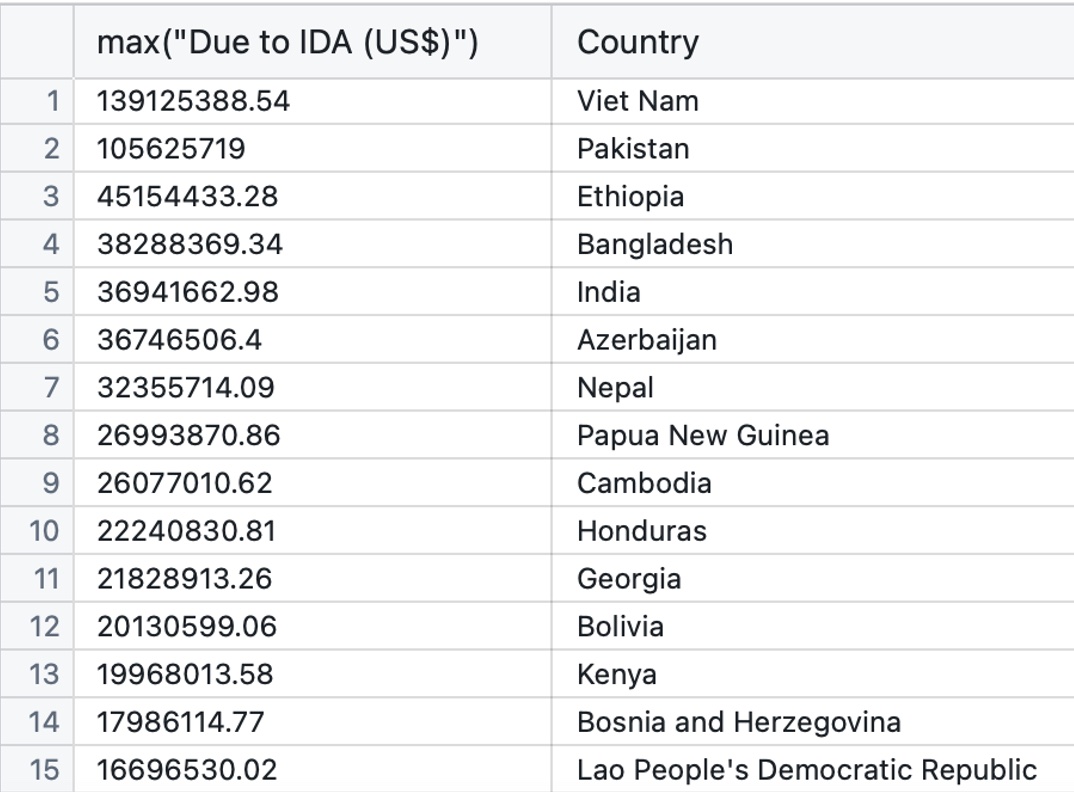 max("Due to IDA (US$)") Country
1 139125388.54 Viet Nam
2 105625719 Pakistan
3 45154433.28 Ethiopia
4 38288369.34 Bangladesh
5 36941662.98 India
6 36746506.4 Azerbaijan
7 32355714.09 Nepal
8 26993870.86 Papua New Guinea
9 26077010.62 Cambodia
10 22240830.81 Honduras
11 21828913.26 Georgia
12 20130599.06 Bolivia
13 19968013.58 Kenya
14 17986114.77 Bosnia and Herzegovina
15 16696530.02 Lao People's Democratic Republic